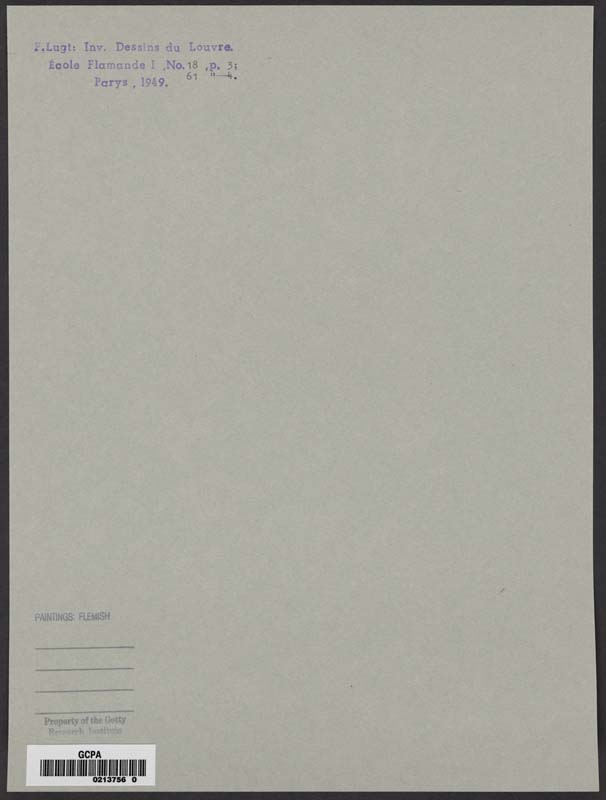 F.Lugt: Inv. Dessins du Louvre.
École Flamande I ,No.18 ,p. 3;
61 "—4.
Parys , 1949.
PAINTINGS: FLEMISH
Property of the Getty
Research Institute
GCPA
0213756 0